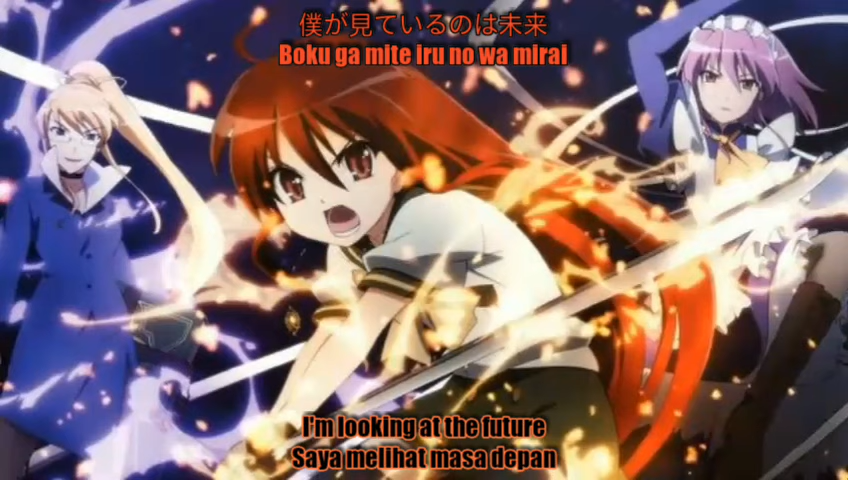 僕が見ているのは未来
Boku ga mite iru no wa mirai
I'm looking at the future
Saya melihat masa depan